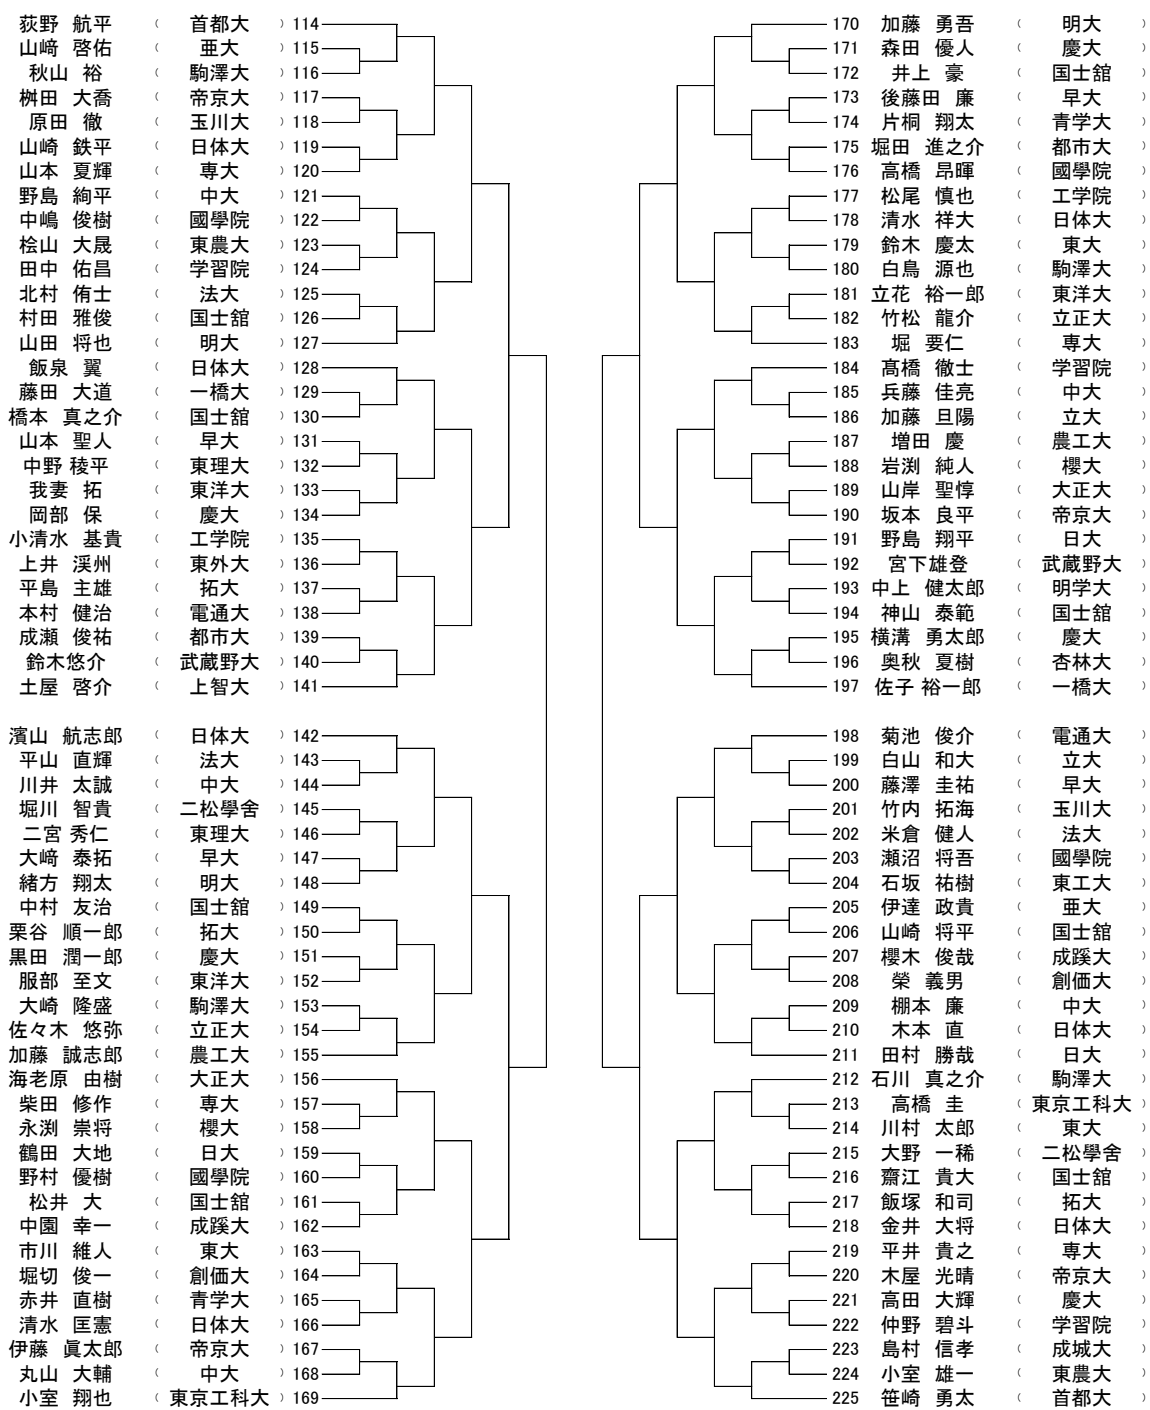 荻野 航平 （ 首都大 ） 114
山﨑 啓佑 （ 亜大 ） 115
秋山 裕 （ 駒澤大 ） 116
桝田 大喬 （ 帝京大 ） 117
原田 徹 （ 玉川大 ） 118
山崎 鉄平 （ 日体大 ） 119
山本 夏輝 （ 専大 ） 120
野島 絢平 （ 中大 ） 121
中嶋 俊樹 （ 國學院 ） 122
桧山 大晟 （ 東農大 ） 123
田中 佑昌 （ 学習院 ） 124
北村 侑士 （ 法大 ） 125
村田 雅俊 （ 国士舘 ） 126
山田 将也 （ 明大 ） 127
飯泉 翼 （ 日体大 ） 128
藤田 大道 （ 一橋大 ） 129
橋本 真之介 （ 国士舘 ） 130
山本 聖人 （ 早大 ） 131
中野 稜平 （ 東理大 ） 132
我妻 拓 （ 東洋大 ） 133
岡部 保 （ 慶大 ） 134
小清水 基貴 （ 工学院 ） 135
上井 渓州 （ 東外大 ） 136
平島 主雄 （ 拓大 ） 137
本村 健治 （ 電通大 ） 138
成瀬 俊祐 （ 都市大 ） 139
鈴木悠介 （ 武蔵野大 ） 140
土屋 啓介 （ 上智大 ） 141
濱山 航志郎 （ 日体大 ） 142
平山 直輝 （ 法大 ） 143
川井 太誠 （ 中大 ） 144
堀川 智貴 （ 二松學舎 ） 145
二宮 秀仁 （ 東理大 ） 146
大﨑 泰拓 （ 早大 ） 147
緒方 翔太 （ 明大 ） 148
中村 友治 （ 国士舘 ） 149
栗谷 順一郎 （ 拓大 ） 150
黒田 潤一郎 （ 慶大 ） 151
服部 至文 （ 東洋大 ） 152
大崎 隆盛 （ 駒澤大 ） 153
佐々木 悠弥 （ 立正大 ） 154
加藤 誠志郎 （ 農工大 ） 155
海老原 由樹 （ 大正大 ） 156
柴田 修作 （ 専大 ） 157
永渕 崇将 （ 櫻大 ） 158
鶴田 大地 （ 日大 ） 159
野村 優樹 （ 國學院 ） 160
松井 大 （ 国士舘 ） 161
中園 幸一 （ 成蹊大 ） 162
市川 維人 （ 東大 ） 163
堀切 俊一 （ 創価大 ） 164
赤井 直樹 （ 青学大 ） 165
清水 匡憲 （ 日体大 ） 166
伊藤 眞太郎 （ 帝京大 ） 167
丸山 大輔 （ 中大 ） 168
小室 翔也 （ 東京工科大 ） 169
170 加藤 勇吾 （ 明大 ）
171 森田 優人 （ 慶大 ）
172 井上 豪 （ 国士舘 ）
173 後藤田 廉 （ 早大 ）
174 片桐 翔太 （ 青学大 ）
175 堀田 進之介 （ 都市大 ）
176 高橋 昂暉 （ 國學院 ）
177 松尾 慎也 （ 工学院 ）
178 清水 祥大 （ 日体大 ）
179 鈴木 慶太 （ 東大 ）
180 白鳥 源也 （ 駒澤大 ）
181 立花 裕一郎 （ 東洋大 ）
182 竹松 龍介 （ 立正大 ）
183 堀 要仁 （ 専大 ）
184 髙橋 徹士 （ 学習院 ）
185 兵藤 佳亮 （ 中大 ）
186 加藤 旦陽 （ 立大 ）
187 増田 慶 （ 農工大 ）
188 岩渕 純人 （ 櫻大 ）
189 山岸 聖惇 （ 大正大 ）
190 坂本 良平 （ 帝京大 ）
191 野島 翔平 （ 日大 ）
192 宮下雄登 （ 武蔵野大 ）
193 中上 健太郎 （ 明学大 ）
194 神山 泰範 （ 国士舘 ）
195 横溝 勇太郎 （ 慶大 ）
196 奥秋 夏樹 （ 杏林大 ）
197 佐子 裕一郎 （ 一橋大 ）
198 菊池 俊介 （ 電通大 ）
199 白山 和大 （ 立大 ）
200 藤澤 圭祐 （ 早大 ）
201 竹内 拓海 （ 玉川大 ）
202 米倉 健人 （ 法大 ）
203 瀬沼 将吾 （ 國學院 ）
204 石坂 祐樹 （ 東工大 ）
205 伊達 政貴 （ 亜大 ）
206 山崎 将平 （ 国士舘 ）
207 櫻木 俊哉 （ 成蹊大 ）
208 榮 義男 （ 創価大 ）
209 棚本 廉 （ 中大 ）
210 木本 直 （ 日体大 ）
211 田村 勝哉 （ 日大 ）
212 石川 真之介 （ 駒澤大 ）
213 高橋 圭 （ 東京工科大 ）
214 川村 太郎 （ 東大 ）
215 大野 一稀 （ 二松學舎 ）
216 齋江 貴大 （ 国士舘 ）
217 飯塚 和司 （ 拓大 ）
218 金井 大将 （ 日体大 ）
219 平井 貴之 （ 専大 ）
220 木屋 光晴 （ 帝京大 ）
221 高田 大輝 （ 慶大 ）
222 仲野 碧斗 （ 学習院 ）
223 島村 信孝 （ 成城大 ）
224 小室 雄一 （ 東農大 ）
225 笹崎 勇太 （ 首都大 ）